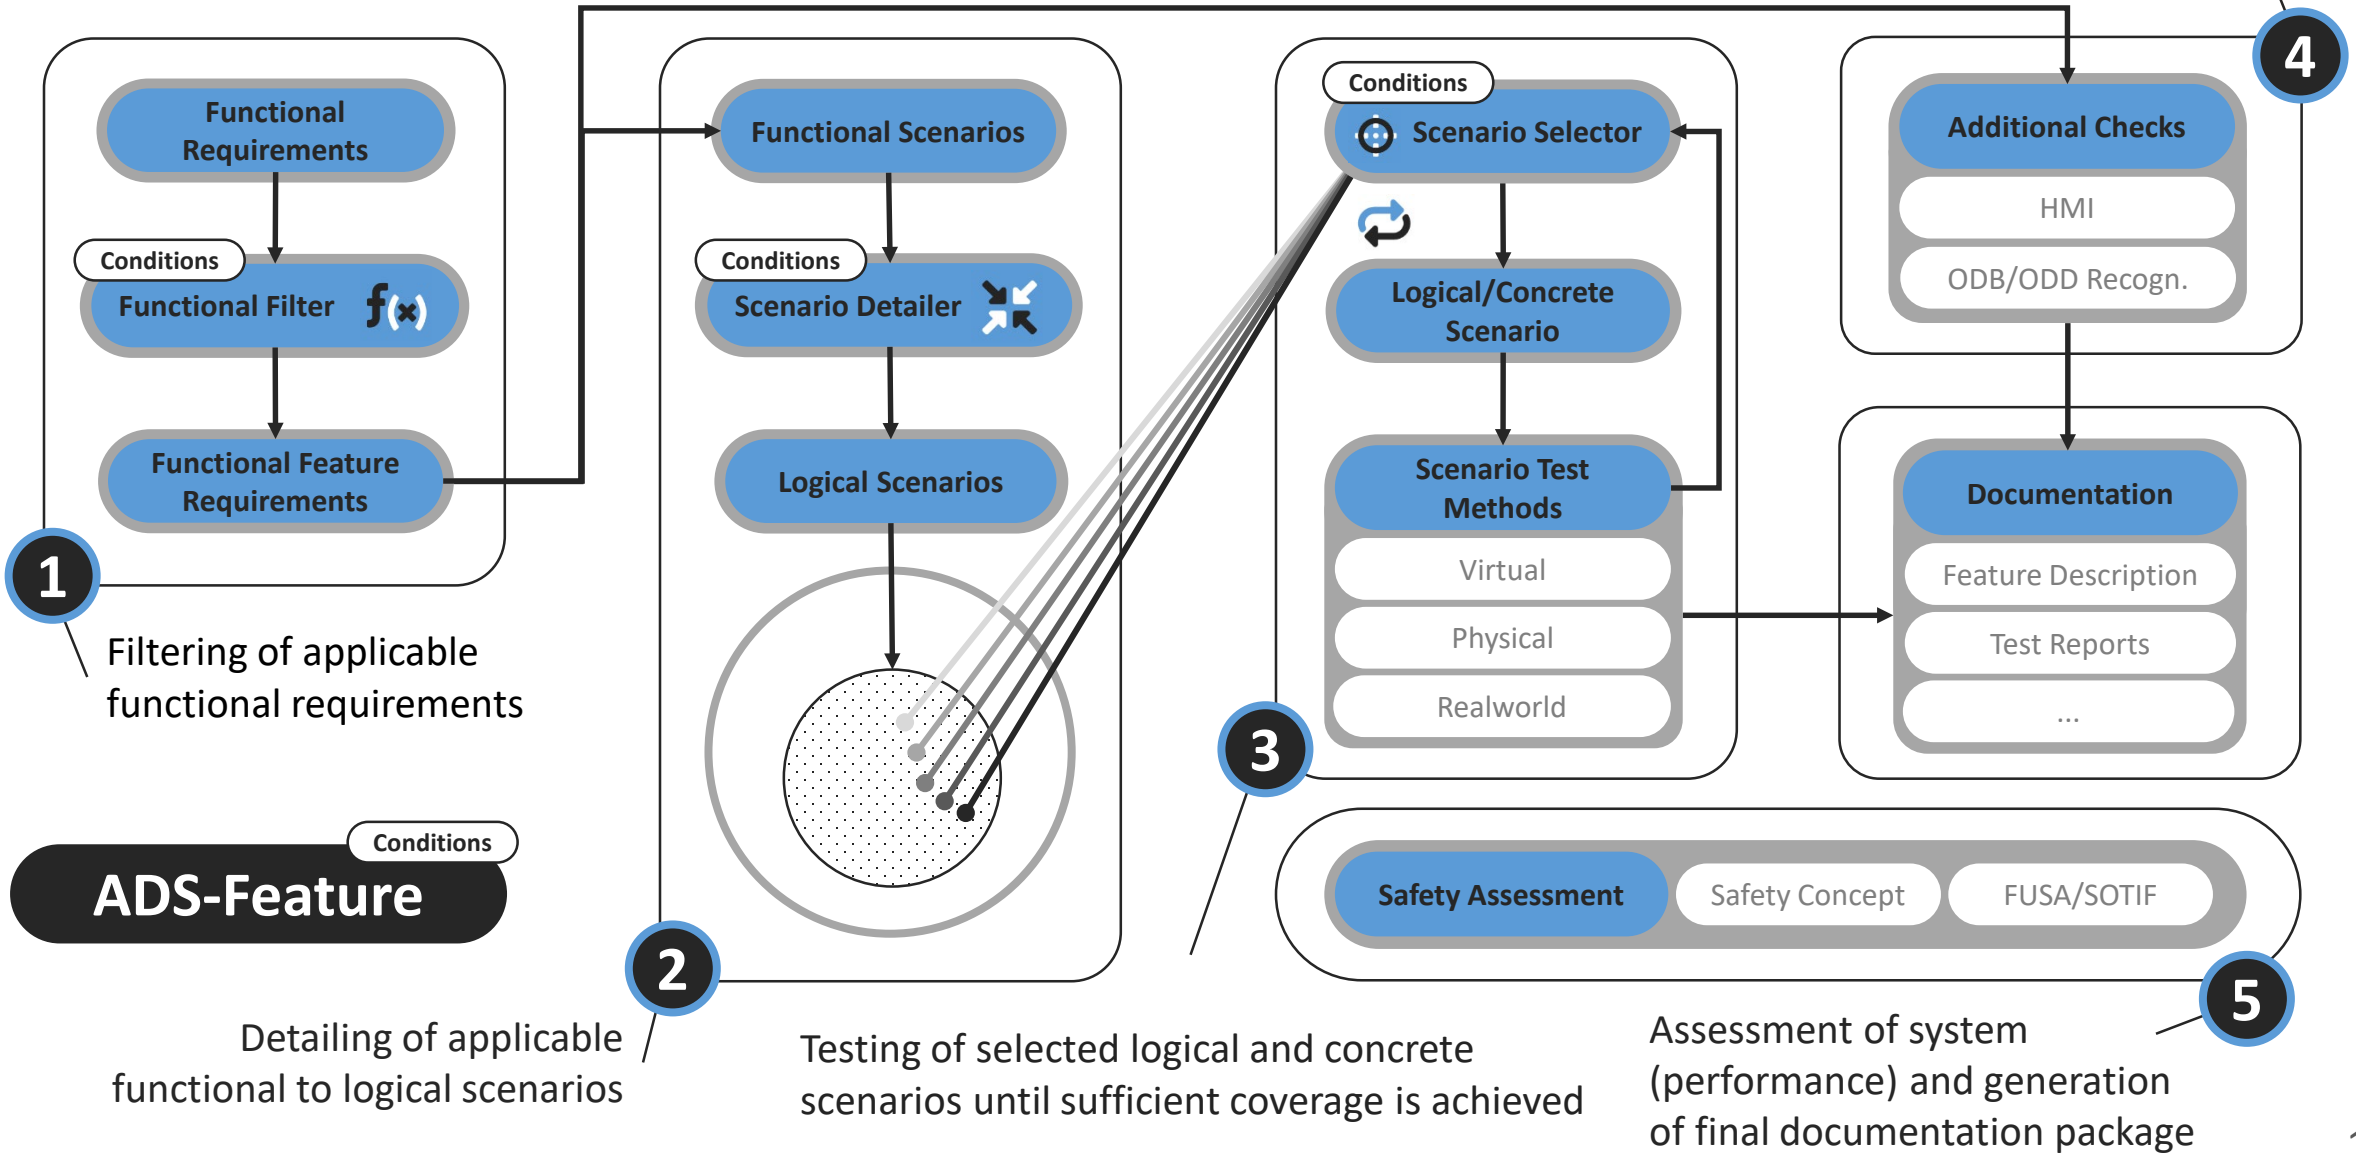 Functional
Requirements
Conditions
Functional Filter
f(x)
Functional Feature
Requirements
1
Filtering of applicable
functional requirements
Conditions
ADS-Feature
Functional Scenarios
Conditions
Scenario Detailer
Logical Scenarios
2
Detailing of applicable
functional to logical scenarios
Conditions
Scenario Selector
Logical/Concrete
Scenario
Scenario Test
Methods
Virtual
Physical
Realworld
3
Testing of selected logical and concrete
scenarios until sufficient coverage is achieved
4
Additional Checks
HMI
ODB/ODD Recogn.
Documentation
Feature Description
Test Reports
...
Safety Assessment
Safety Concept
FUSA/SOTIF
5
Assessment of system
(performance) and generation
of final documentation package